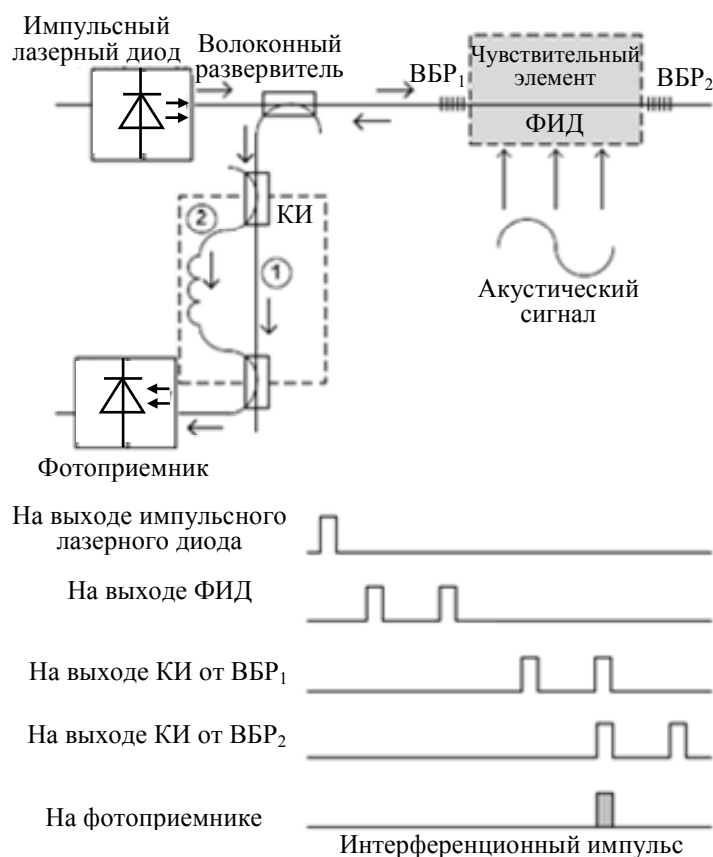 Импульсный
лазерный диод
Волоконный
развервитель
ВБР₁
Чувствительный
элемент
ВБР₂
ФИД
КИ
2
1
Акустический
сигнал
Фотоприемник
На выходе импульсного
лазерного диода
На выходе ФИД
На выходе КИ от ВБР₁
На выходе КИ от ВБР₂
На фотоприемнике
Интерференционный импульс